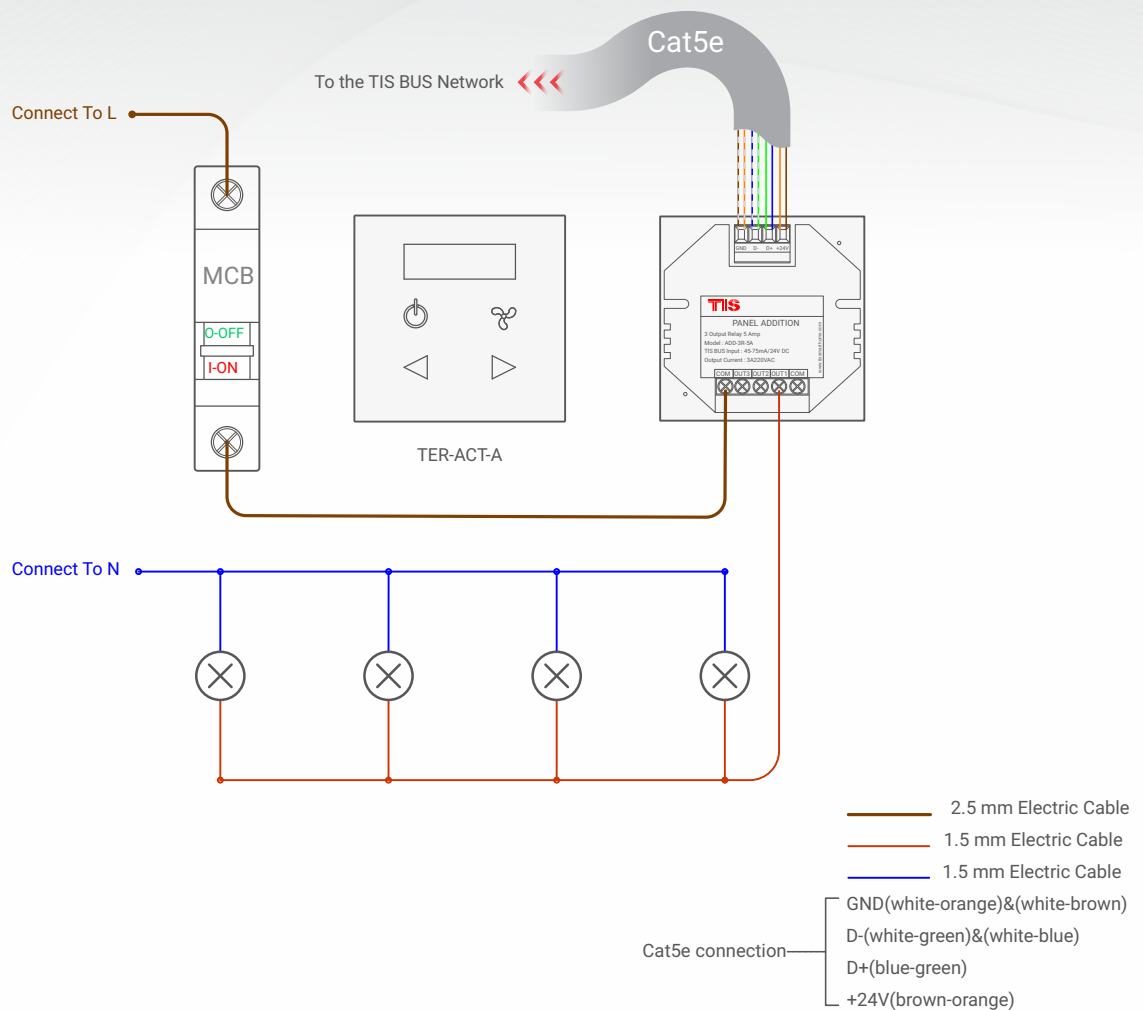 Cat5e
To the TIS BUS Network
Connect To L
MCB
O-OFF
I-ON
GND D- D+ +24V
TIS
PANEL ADDITION
3 Output Relay 5 Amp
Model : ADD-3R-5A
TIS BUS Input : 45-75mA/24V DC
Output Current : 3A220VAC
COM OUT3 OUT2 OUT1 COM
TER-ACT-A
Connect To N
2.5 mm Electric Cable
1.5 mm Electric Cable
1.5 mm Electric Cable
Cat5e connection
GND(white-orange)&(white-brown)
D-(white-green)&(white-blue)
D+(blue-green)
+24V(brown-orange)